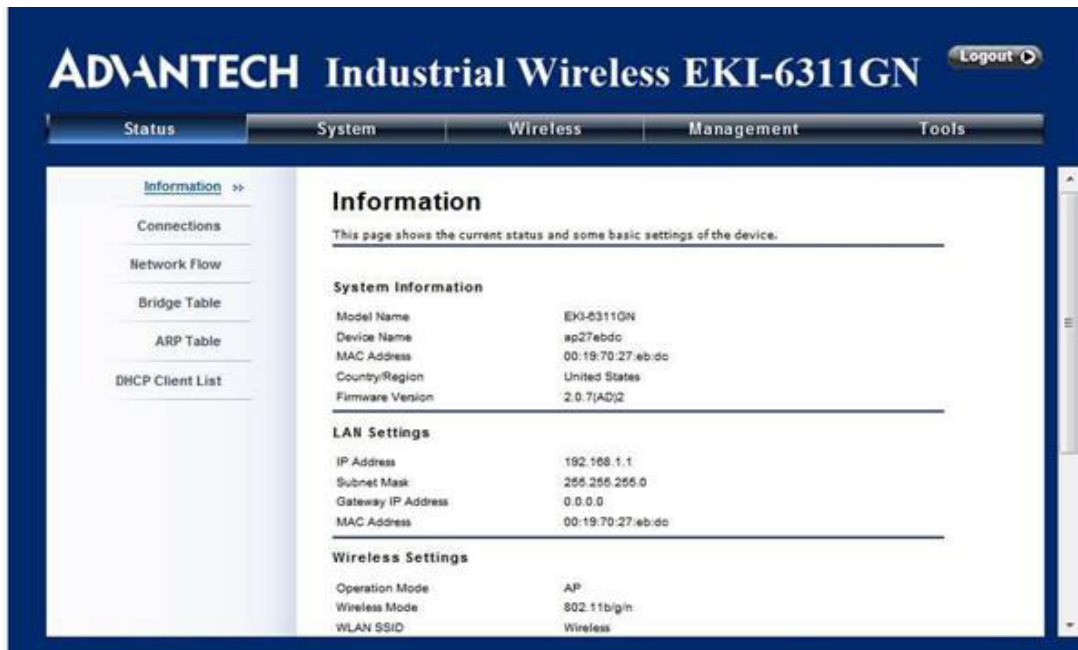 ADVANTECH Industrial Wireless EKI-6311GN
Logout
Status System Wireless Management Tools
Information »
Connections
Network Flow
Bridge Table
ARP Table
DHCP Client List
Information
This page shows the current status and some basic settings of the device.
System Information
Model Name EKI-6311GN
Device Name ap27ebdc
MAC Address 00:19:70:27:eb:dc
Country/Region United States
Firmware Version 2.0.7(AD)2
LAN Settings
IP Address 192.168.1.1
Subnet Mask 255.255.255.0
Gateway IP Address 0.0.0.0
MAC Address 00:19:70:27:eb:dc
Wireless Settings
Operation Mode AP
Wireless Mode 802.11b/g/n
WLAN SSID Wireless